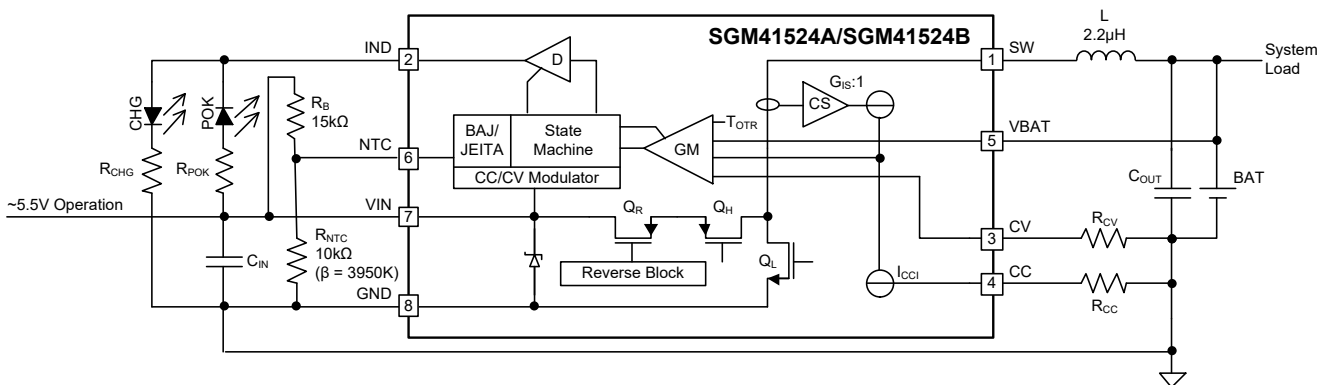 SGM41524A/SGM41524B
L
2.2μH
IND
2
D
SW
1
System
Load
CHG
POK
R_B
15kΩ
G_IS:1
CS
T_OTR
BAJ/
JEITA
State
Machine
GM
5
VBAT
NTC
6
CC/CV Modulator
R_CHG
R_POK
C_OUT
BAT
~5.5V Operation
VIN
7
Q_R
Q_H
3
CV
R_CV
R_NTC
10kΩ
(β = 3950K)
C_IN
Reverse Block
Q_L
I_CCI
4
CC
R_CC
GND
8